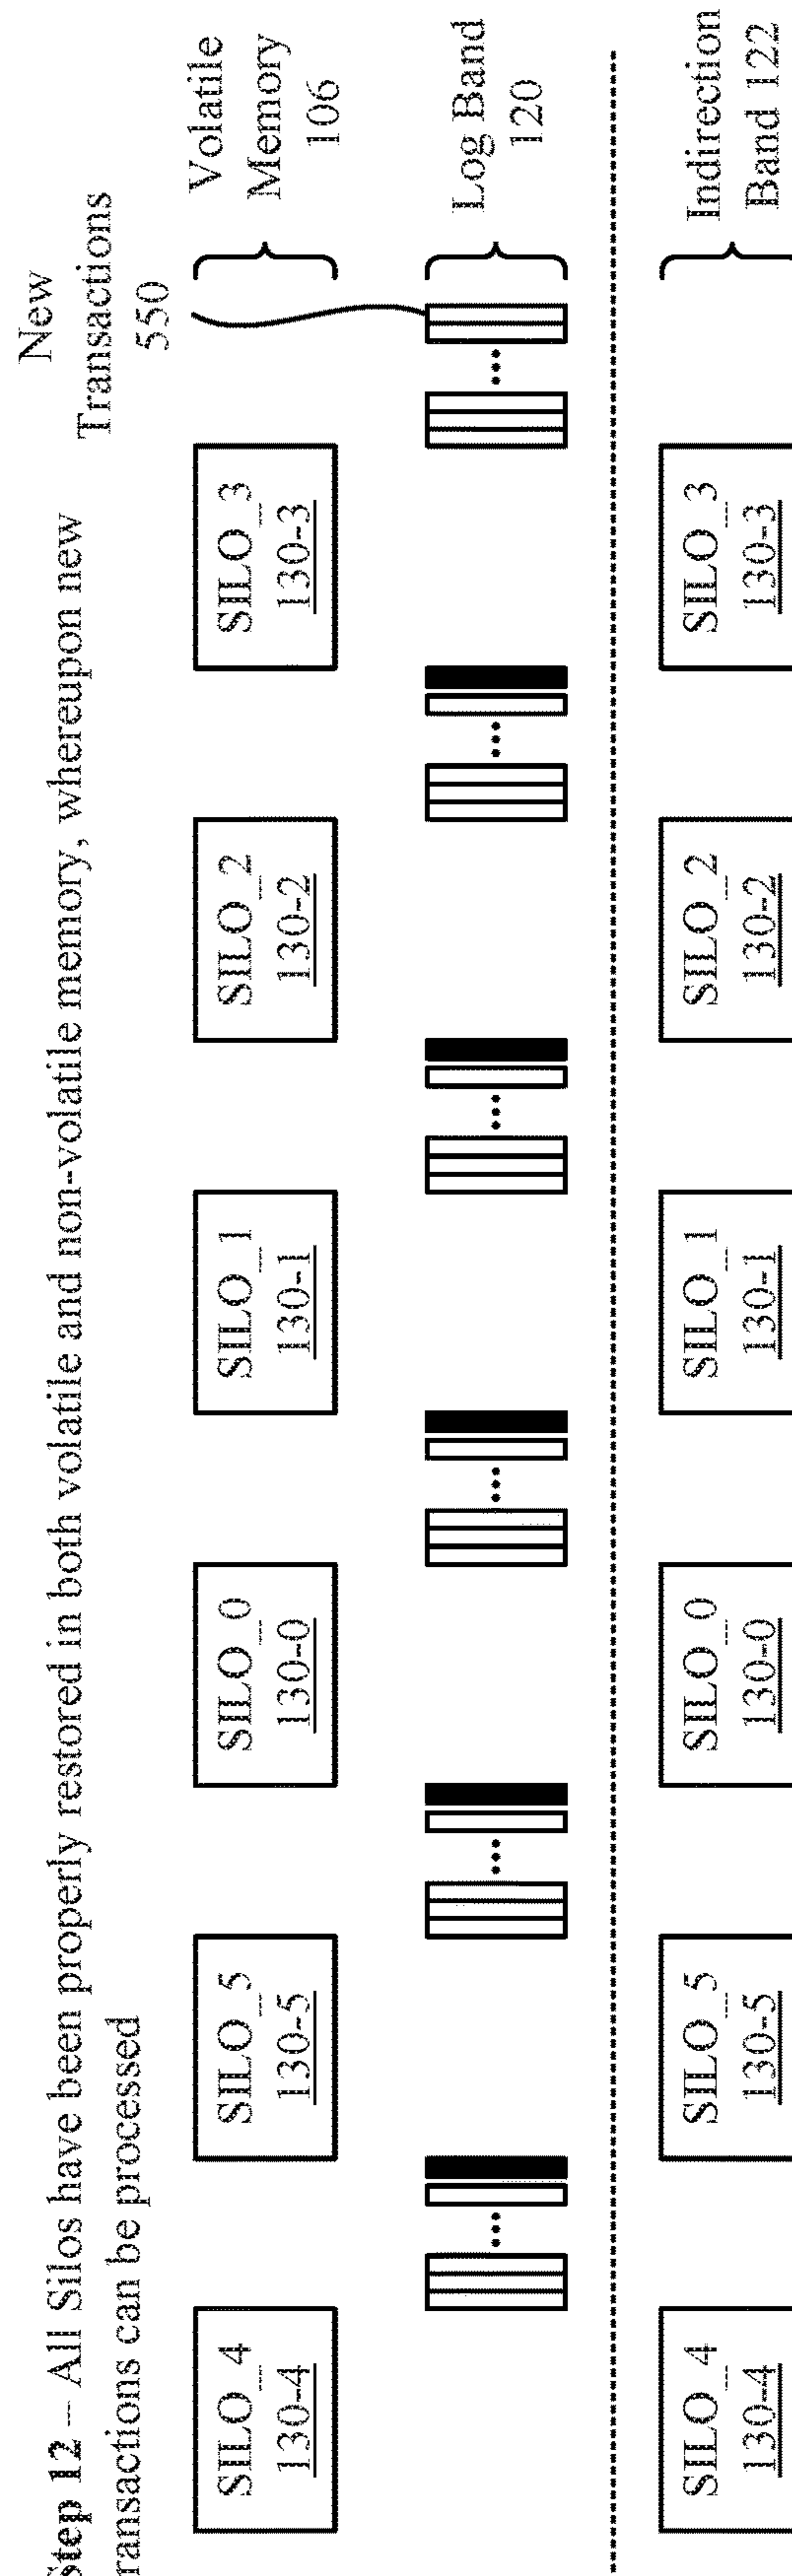 Step 12 – All Silos have been properly restored in both volatile and non-volatile memory, whereupon new
ransactions can be processed
New
Transactions
550
SILO_4
130-4
SILO_5
130-5
SILO_0
130-0
SILO_1
130-1
SILO_2
130-2
SILO_3
130-3
Volatile
Memory
106
Log Band
120
SILO_4
130-4
SILO_5
130-5
SILO_0
130-0
SILO_1
130-1
SILO_2
130-2
SILO_3
130-3
Indirection
Band 122